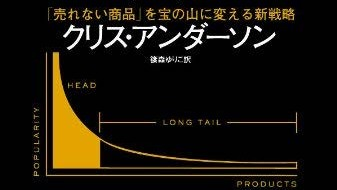 「売れない商品」を宝の山に変える新戦略
クリス・アンダーソン
篠森ゆりこ訳
HEAD
LONG TAIL
POPULARITY
PRODUCTS